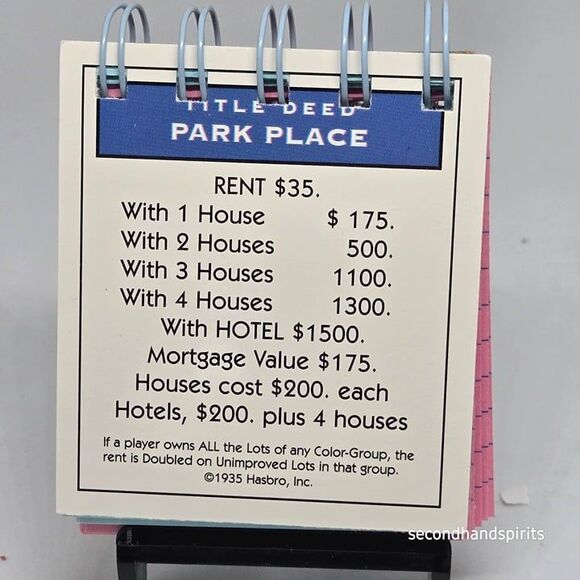 TITLE DEED
PARK PLACE
RENT $35.
With 1 House $ 175.
With 2 Houses 500.
With 3 Houses 1100.
With 4 Houses 1300.
With HOTEL $1500.
Mortgage Value $175.
Houses cost $200. each
Hotels, $200. plus 4 houses
If a player owns ALL the Lots of any Color-Group, the
rent is Doubled on Unimproved Lots in that group.
©1935 Hasbro, Inc.
secondhandspirits